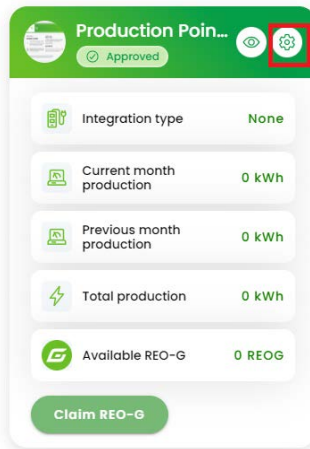 Production Poin...
Approved
Integration type None
Current month
production 0 kWh
Previous month
production 0 kWh
Total production 0 kWh
Available REO-G 0 REOG
Claim REO-G